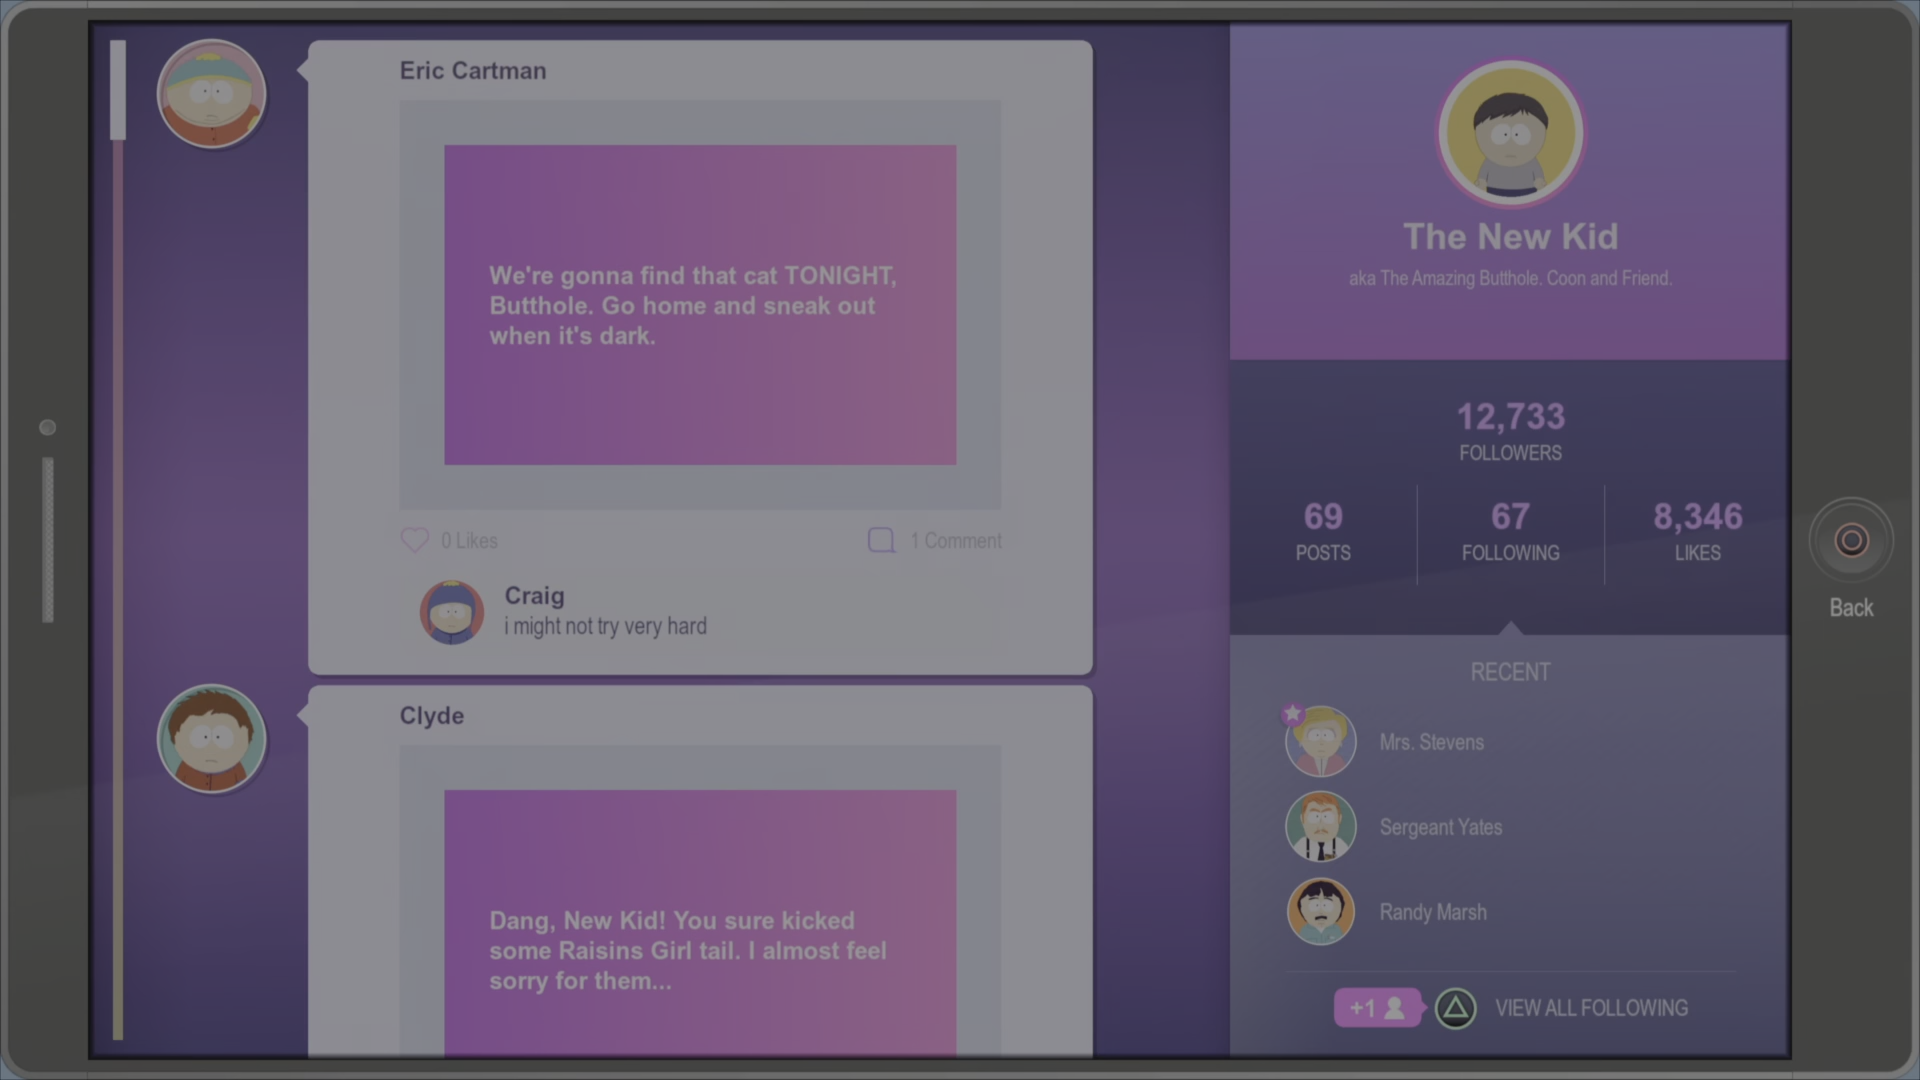 Eric Cartman
We're gonna find that cat TONIGHT,
Butthole. Go home and sneak out
when it's dark.
0 Likes
1 Comment
Craig
i might not try very hard
Clyde
Dang, New Kid! You sure kicked
some Raisins Girl tail. I almost feel
sorry for them...
The New Kid
aka The Amazing Butthole. Coon and Friend.
12,733
FOLLOWERS
69
POSTS
67
FOLLOWING
8,346
LIKES
RECENT
Mrs. Stevens
Sergeant Yates
Randy Marsh
+1
VIEW ALL FOLLOWING
Back